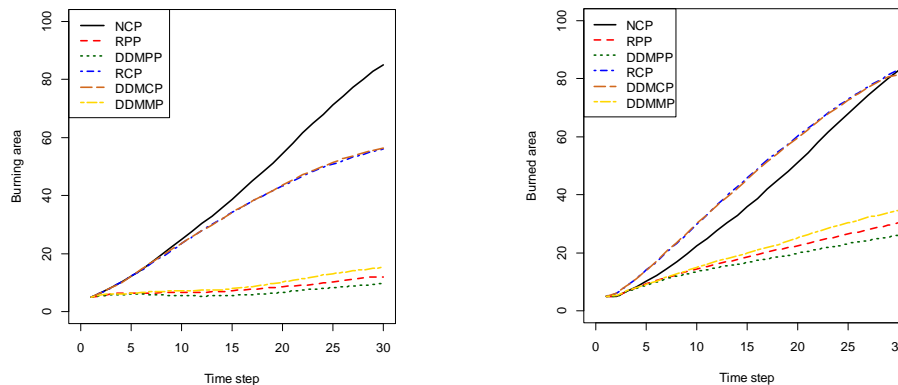 NCP
RPP
DDMPP
RCP
DDMCP
DDMMP
100
80
60
40
20
0
Burning area
0 5 10 15 20 25 30
Time step
NCP
RPP
DDMPP
RCP
DDMCP
DDMMP
100
80
60
40
20
0
Burned area
0 5 10 15 20 25
Time step